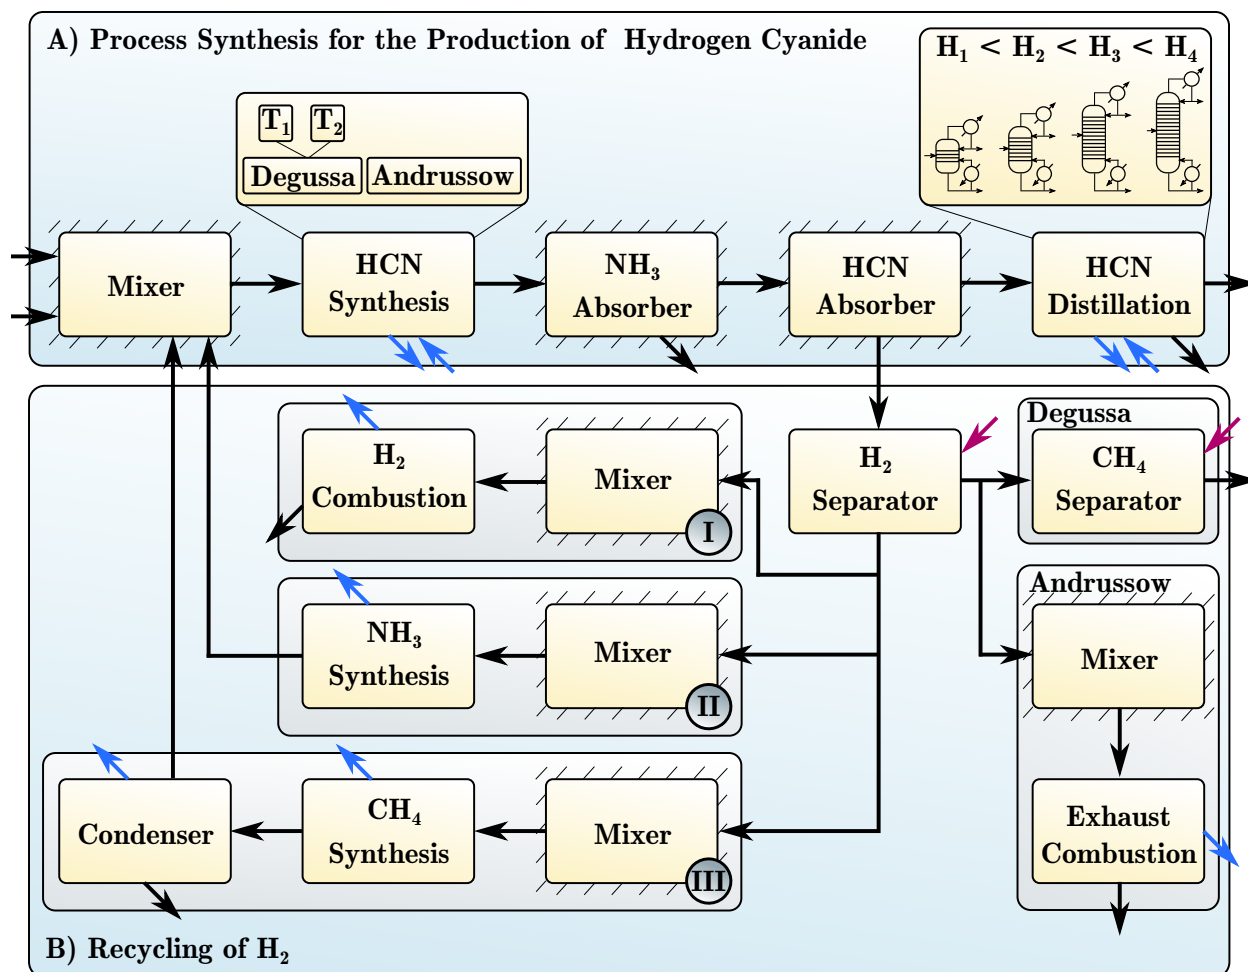 A) Process Synthesis for the Production of Hydrogen Cyanide
H₁ < H₂ < H₃ < H₄
T₁ T₂
Degussa Andrussow
Mixer
HCN
Synthesis
NH₃
Absorber
HCN
Absorber
HCN
Distillation
H₂
Combustion
Mixer
I
H₂
Separator
Degussa
CH₄
Separator
NH₃
Synthesis
Mixer
II
Andrussow
Mixer
Condenser
CH₄
Synthesis
Mixer
III
Exhaust
Combustion
B) Recycling of H₂